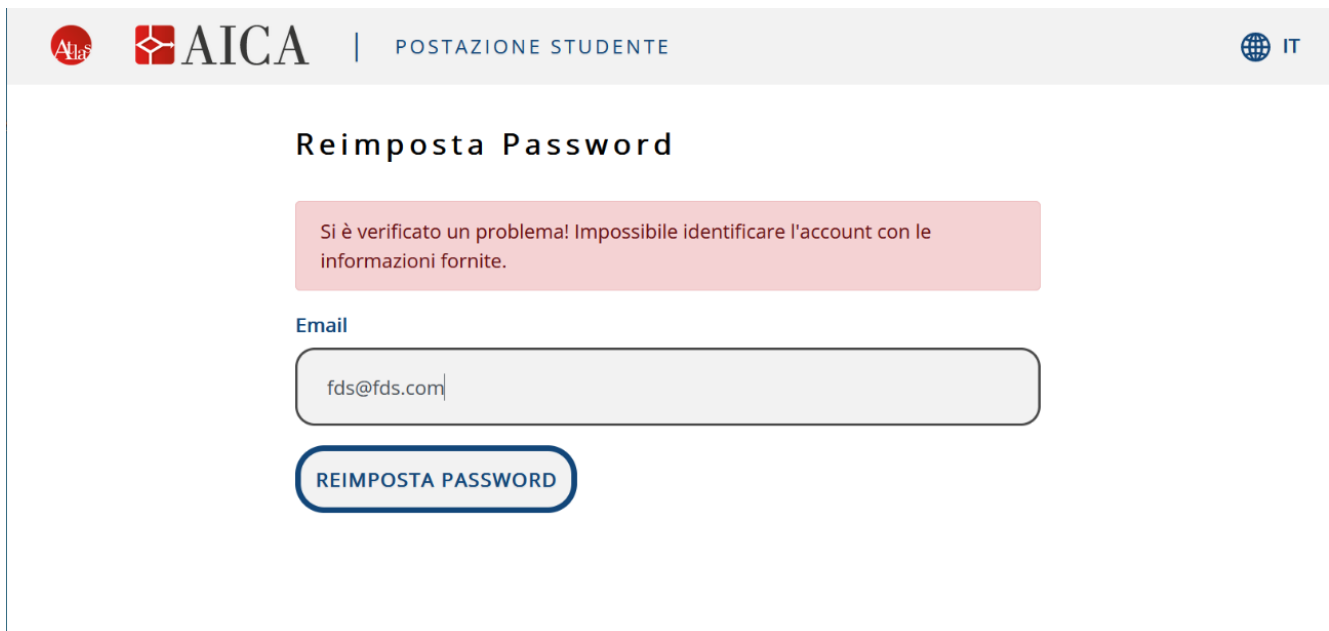 Atlas AICA | POSTAZIONE STUDENTE IT
Reimposta Password
Si è verificato un problema! Impossibile identificare l'account con le
informazioni fornite.
Email
fds@fds.com
REIMPOSTA PASSWORD